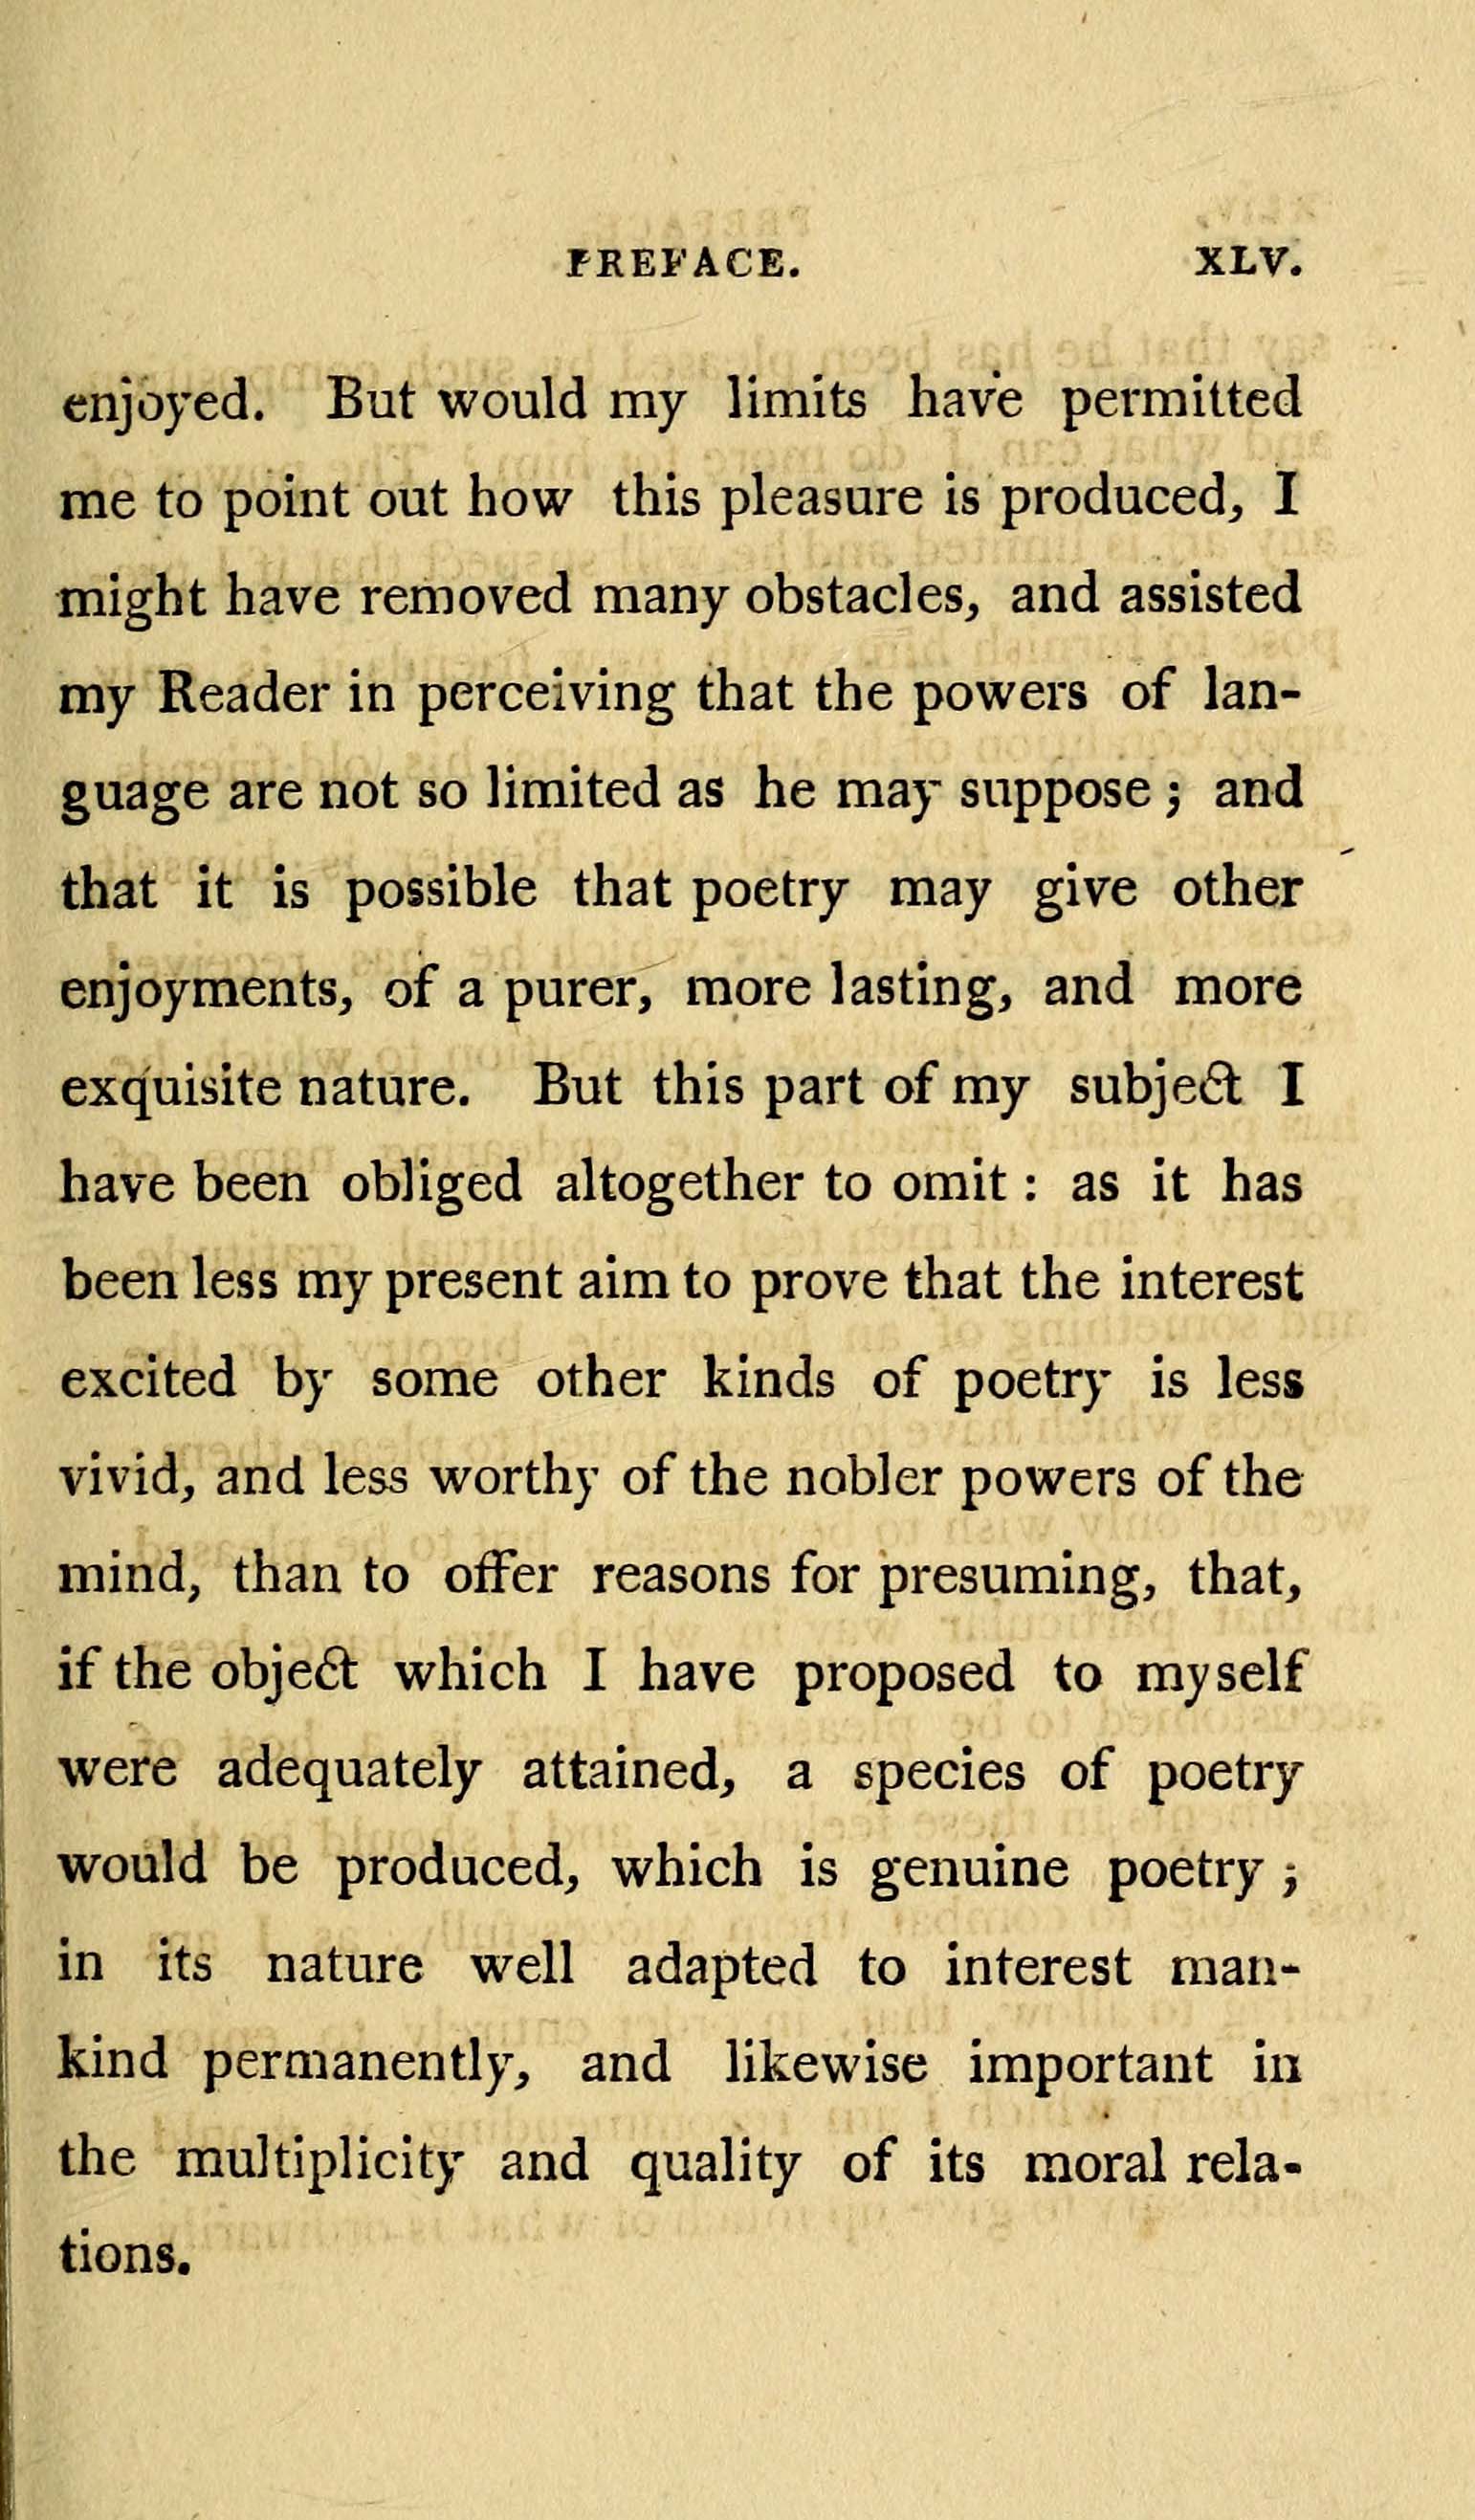 PREFACE. XLV.
enjoyed. But would my limits have permitted
me to point out how this pleasure is produced, I
might have removed many obstacles, and assisted
my Reader in perceiving that the powers of lan-
guage are not so limited as he may suppose ; and
that it is possible that poetry may give other
enjoyments, of a purer, more lasting, and more
exquisite nature. But this part of my subject I
have been obliged altogether to omit : as it has
been less my present aim to prove that the interest
excited by some other kinds of poetry is less
vivid, and less worthy of the nobler powers of the
mind, than to offer reasons for presuming, that,
if the object which I have proposed to myself
were adequately attained, a species of poetry
would be produced, which is genuine poetry ;
in its nature well adapted to interest man-
kind permanently, and likewise important in
the multiplicity and quality of its moral rela-
tions.